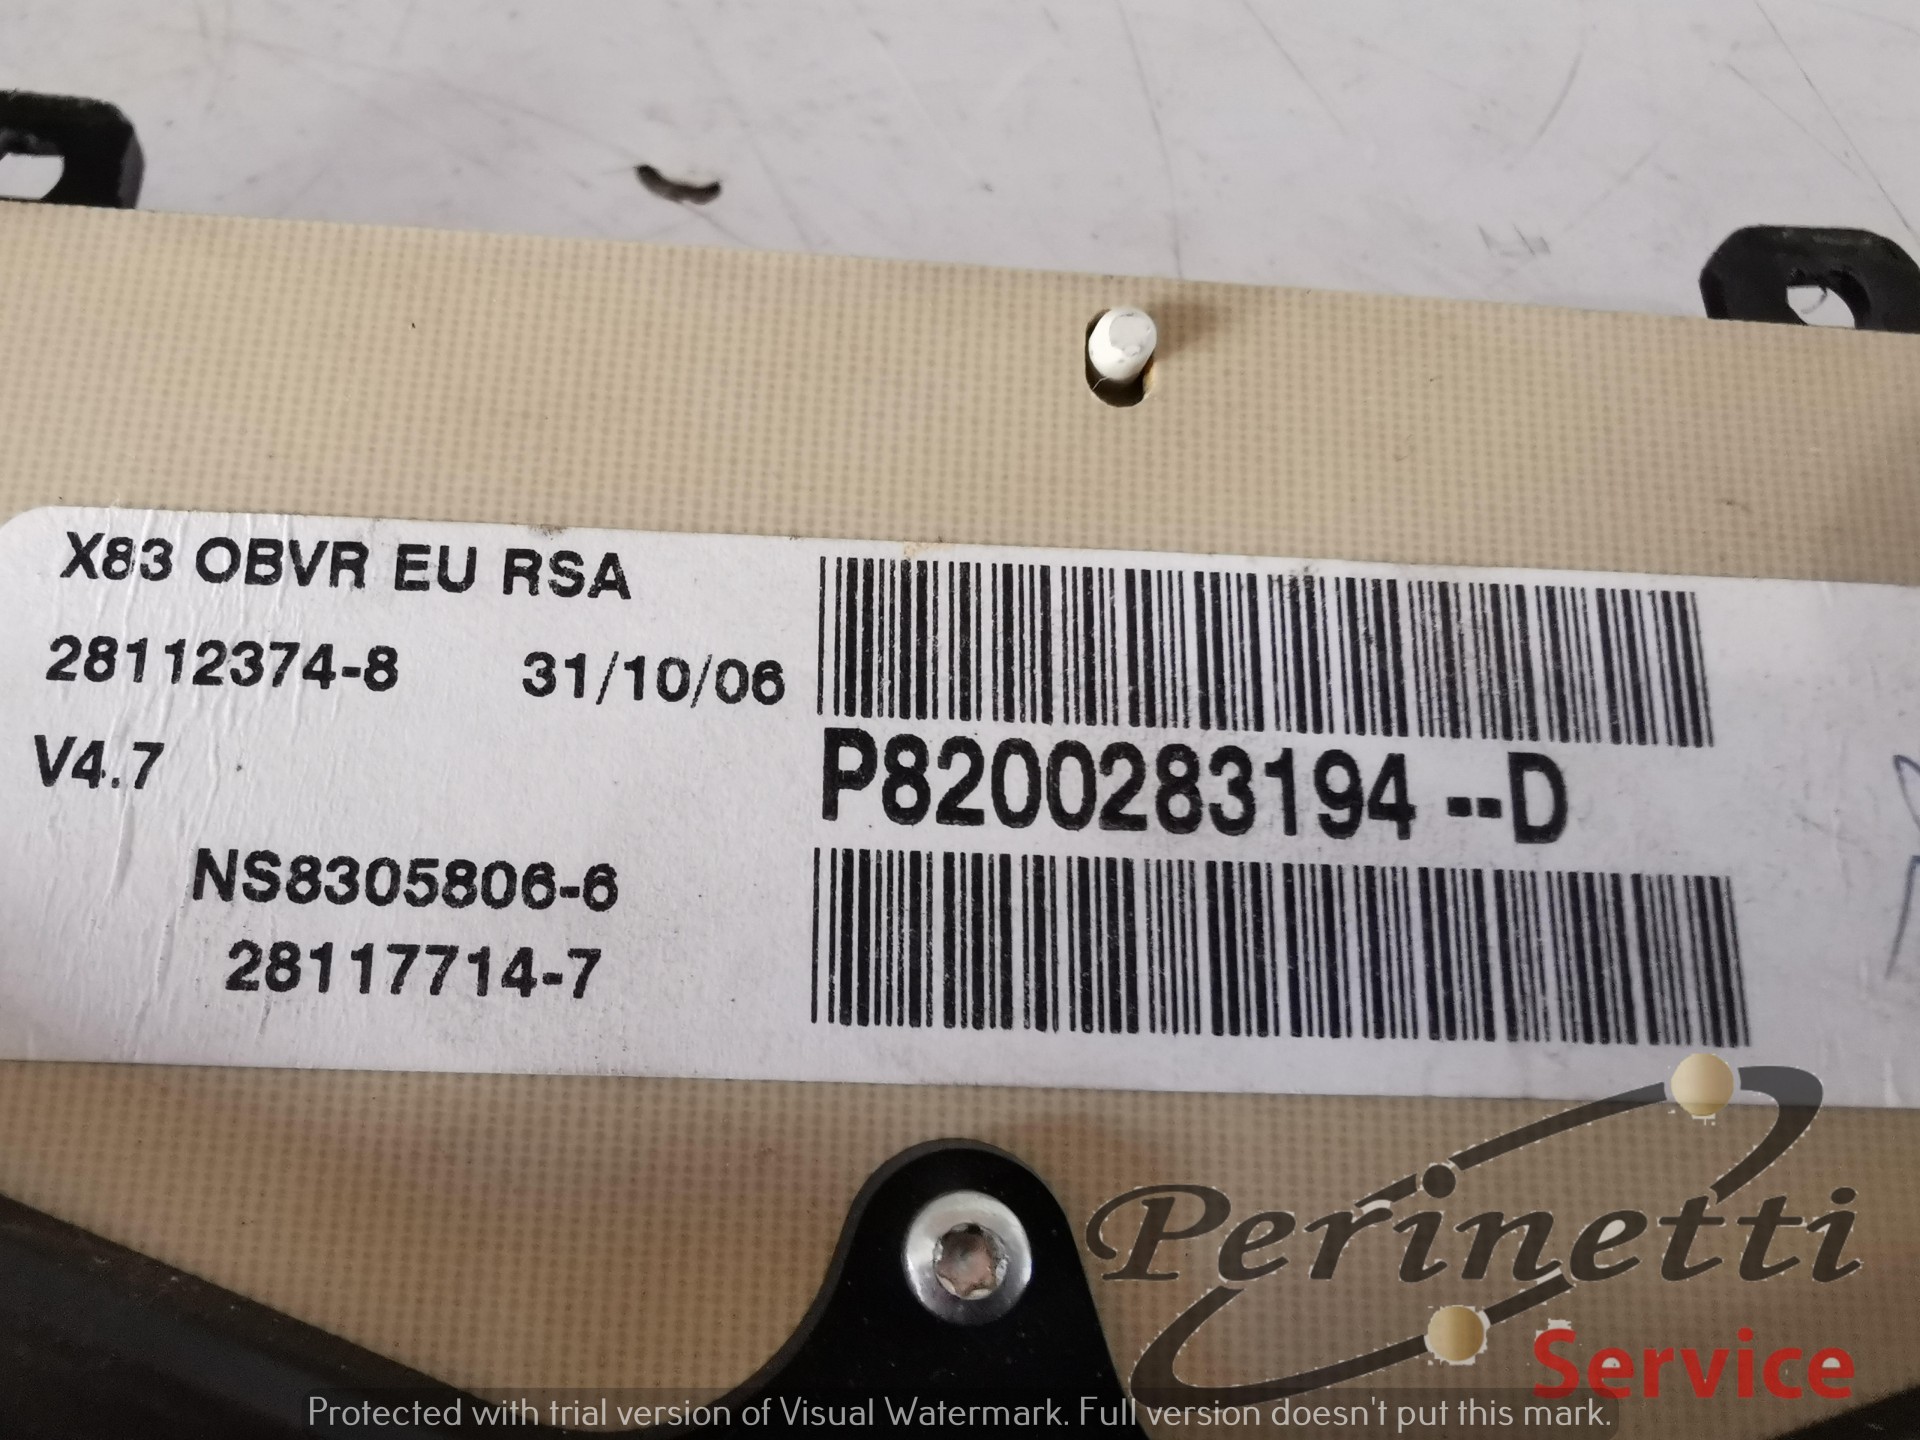 X83 OBVR EU RSA
28112374-8 31/10/06
V4.7
P8200283194 --D
NS8305806-6
28117714-7
Perinetti
Service
Protected with trial version of Visual Watermark. Full version doesn't put this mark.